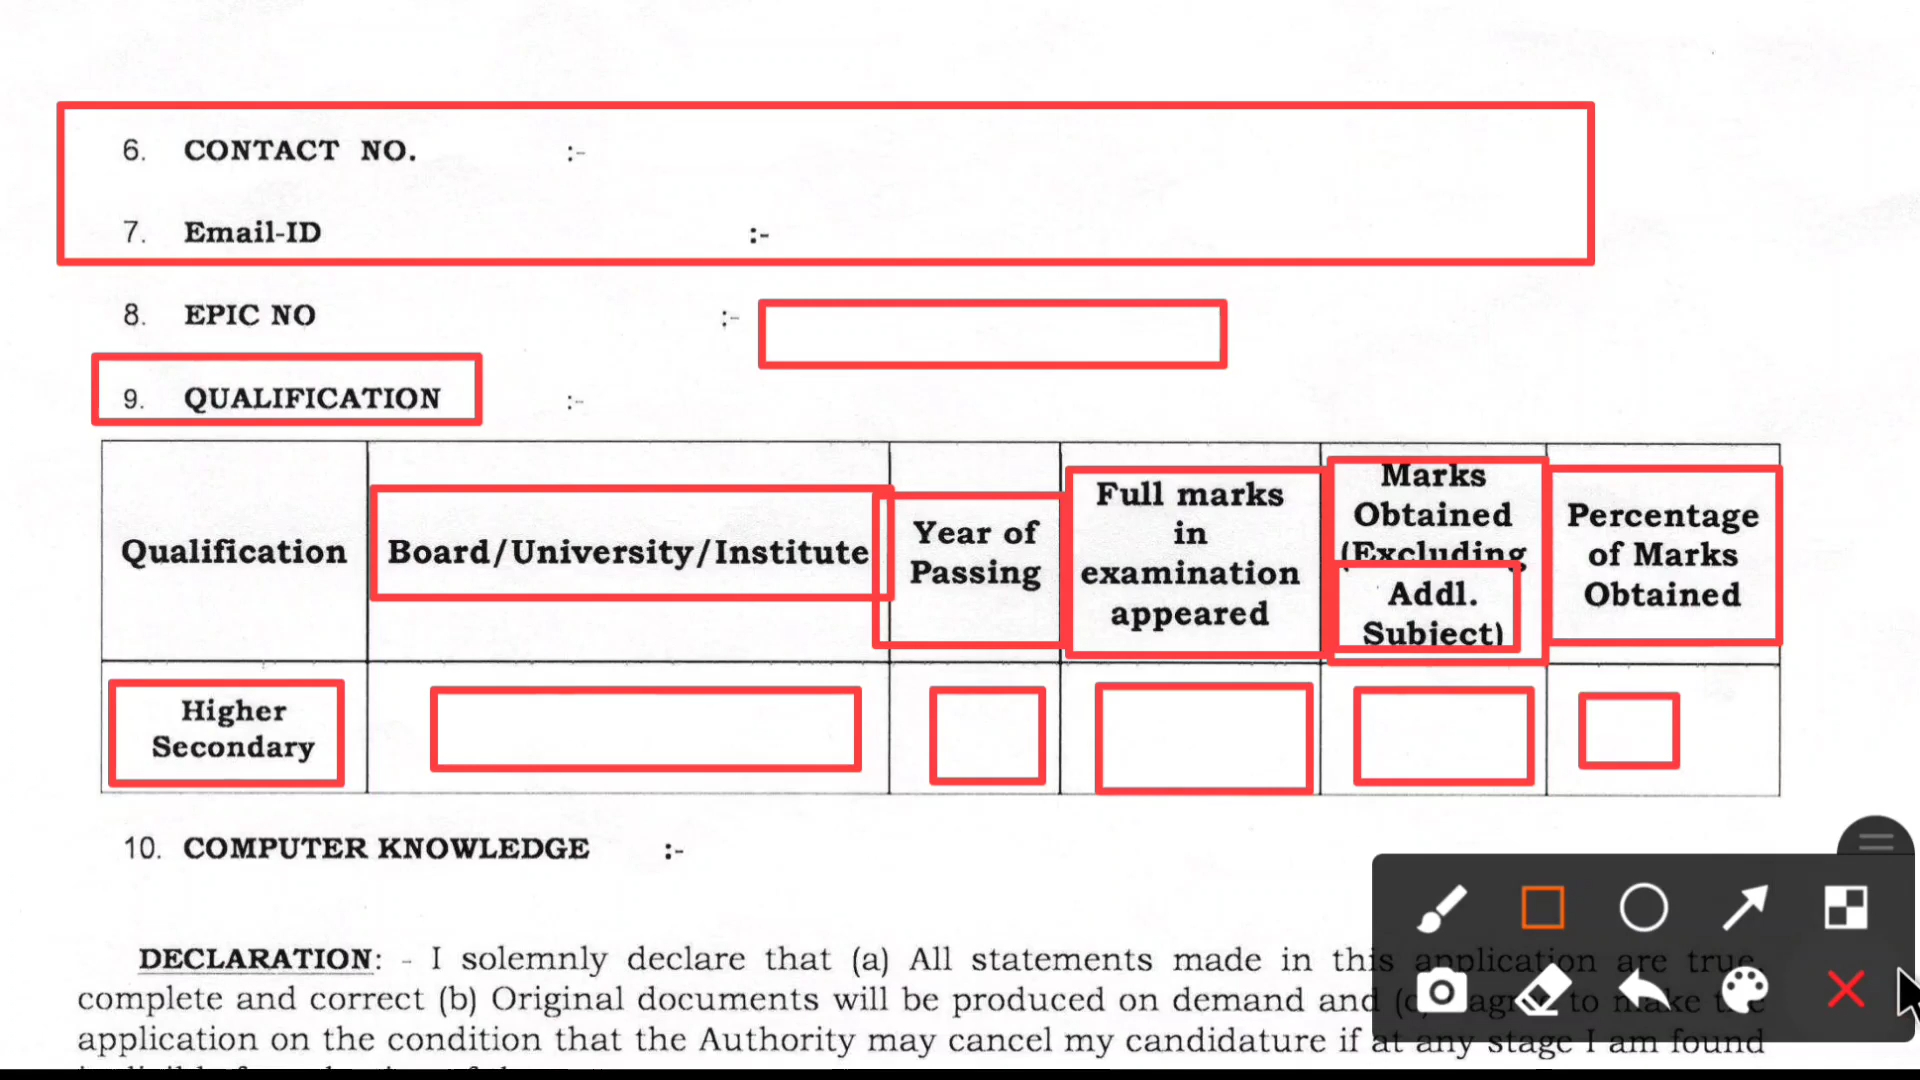 6. CONTACT NO. :-
7. Email-ID :-
8. EPIC NO :-
9. QUALIFICATION :-
Qualification
Board/University/Institute
Year of
Passing
Full marks
in
examination
appeared
Marks
Obtained
(Excluding
Addl.
Subject)
Percentage
of Marks
Obtained
Higher
Secondary
10. COMPUTER KNOWLEDGE :-
DECLARATION: - I solemnly declare that (a) All statements made in this application are true,
complete and correct (b) Original documents will be produced on demand and (c) I agree to make the
application on the condition that the Authority may cancel my candidature if at any stage I am found